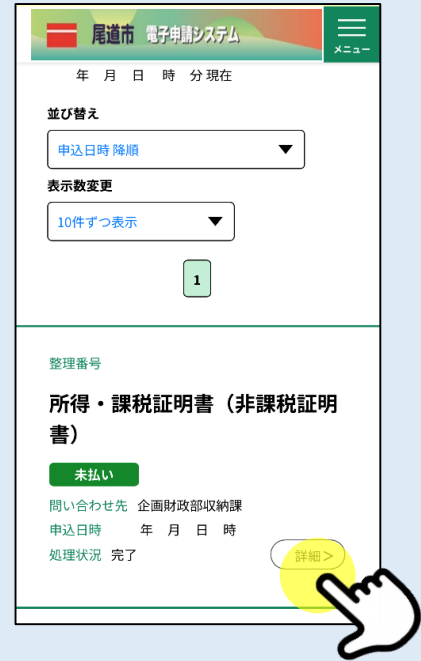 尾道市 電子申請システム
メニュー
年 月 日 時 分 現在
並び替え
申込日時 降順
表示数変更
10件ずつ表示
1
整理番号
所得・課税証明書（非課税証明
書）
未払い
問い合わせ先 企画財政部収納課
申込日時 年 月 日 時
処理状況 完了
詳細＞